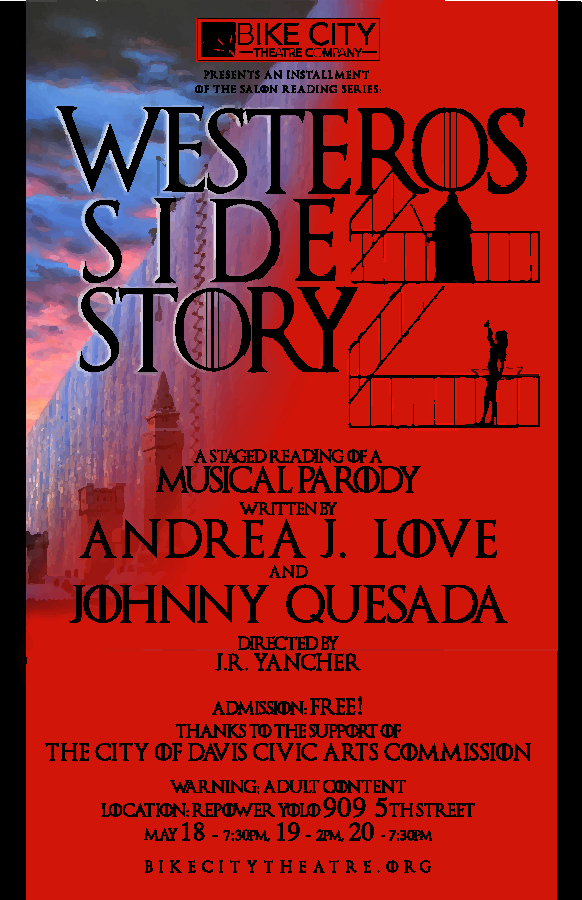 BIKE CITY
THEATRE COMPANY
PRESENTS AN INSTALLMENT
OF THE SALON READING SERIES:
WESTEROS
SIDE
STORY
A STAGED READING OF A
MUSICAL PARODY
WRITTEN BY
ANDREA J. LOVE
AND
JOHNNY QUESADA
DIRECTED BY
J.R. YANCHER
ADMISSION: FREE!
THANKS TO THE SUPPORT OF
THE CITY OF DAVIS CIVIC ARTS COMMISSION
WARNING: ADULT CONTENT
LOCATION: REPOWER YOLO 909 5TH STREET
MAY 18 - 7:30PM, 19 - 2PM, 20 - 7:30PM
BIKECITYTHEATRE.ORG